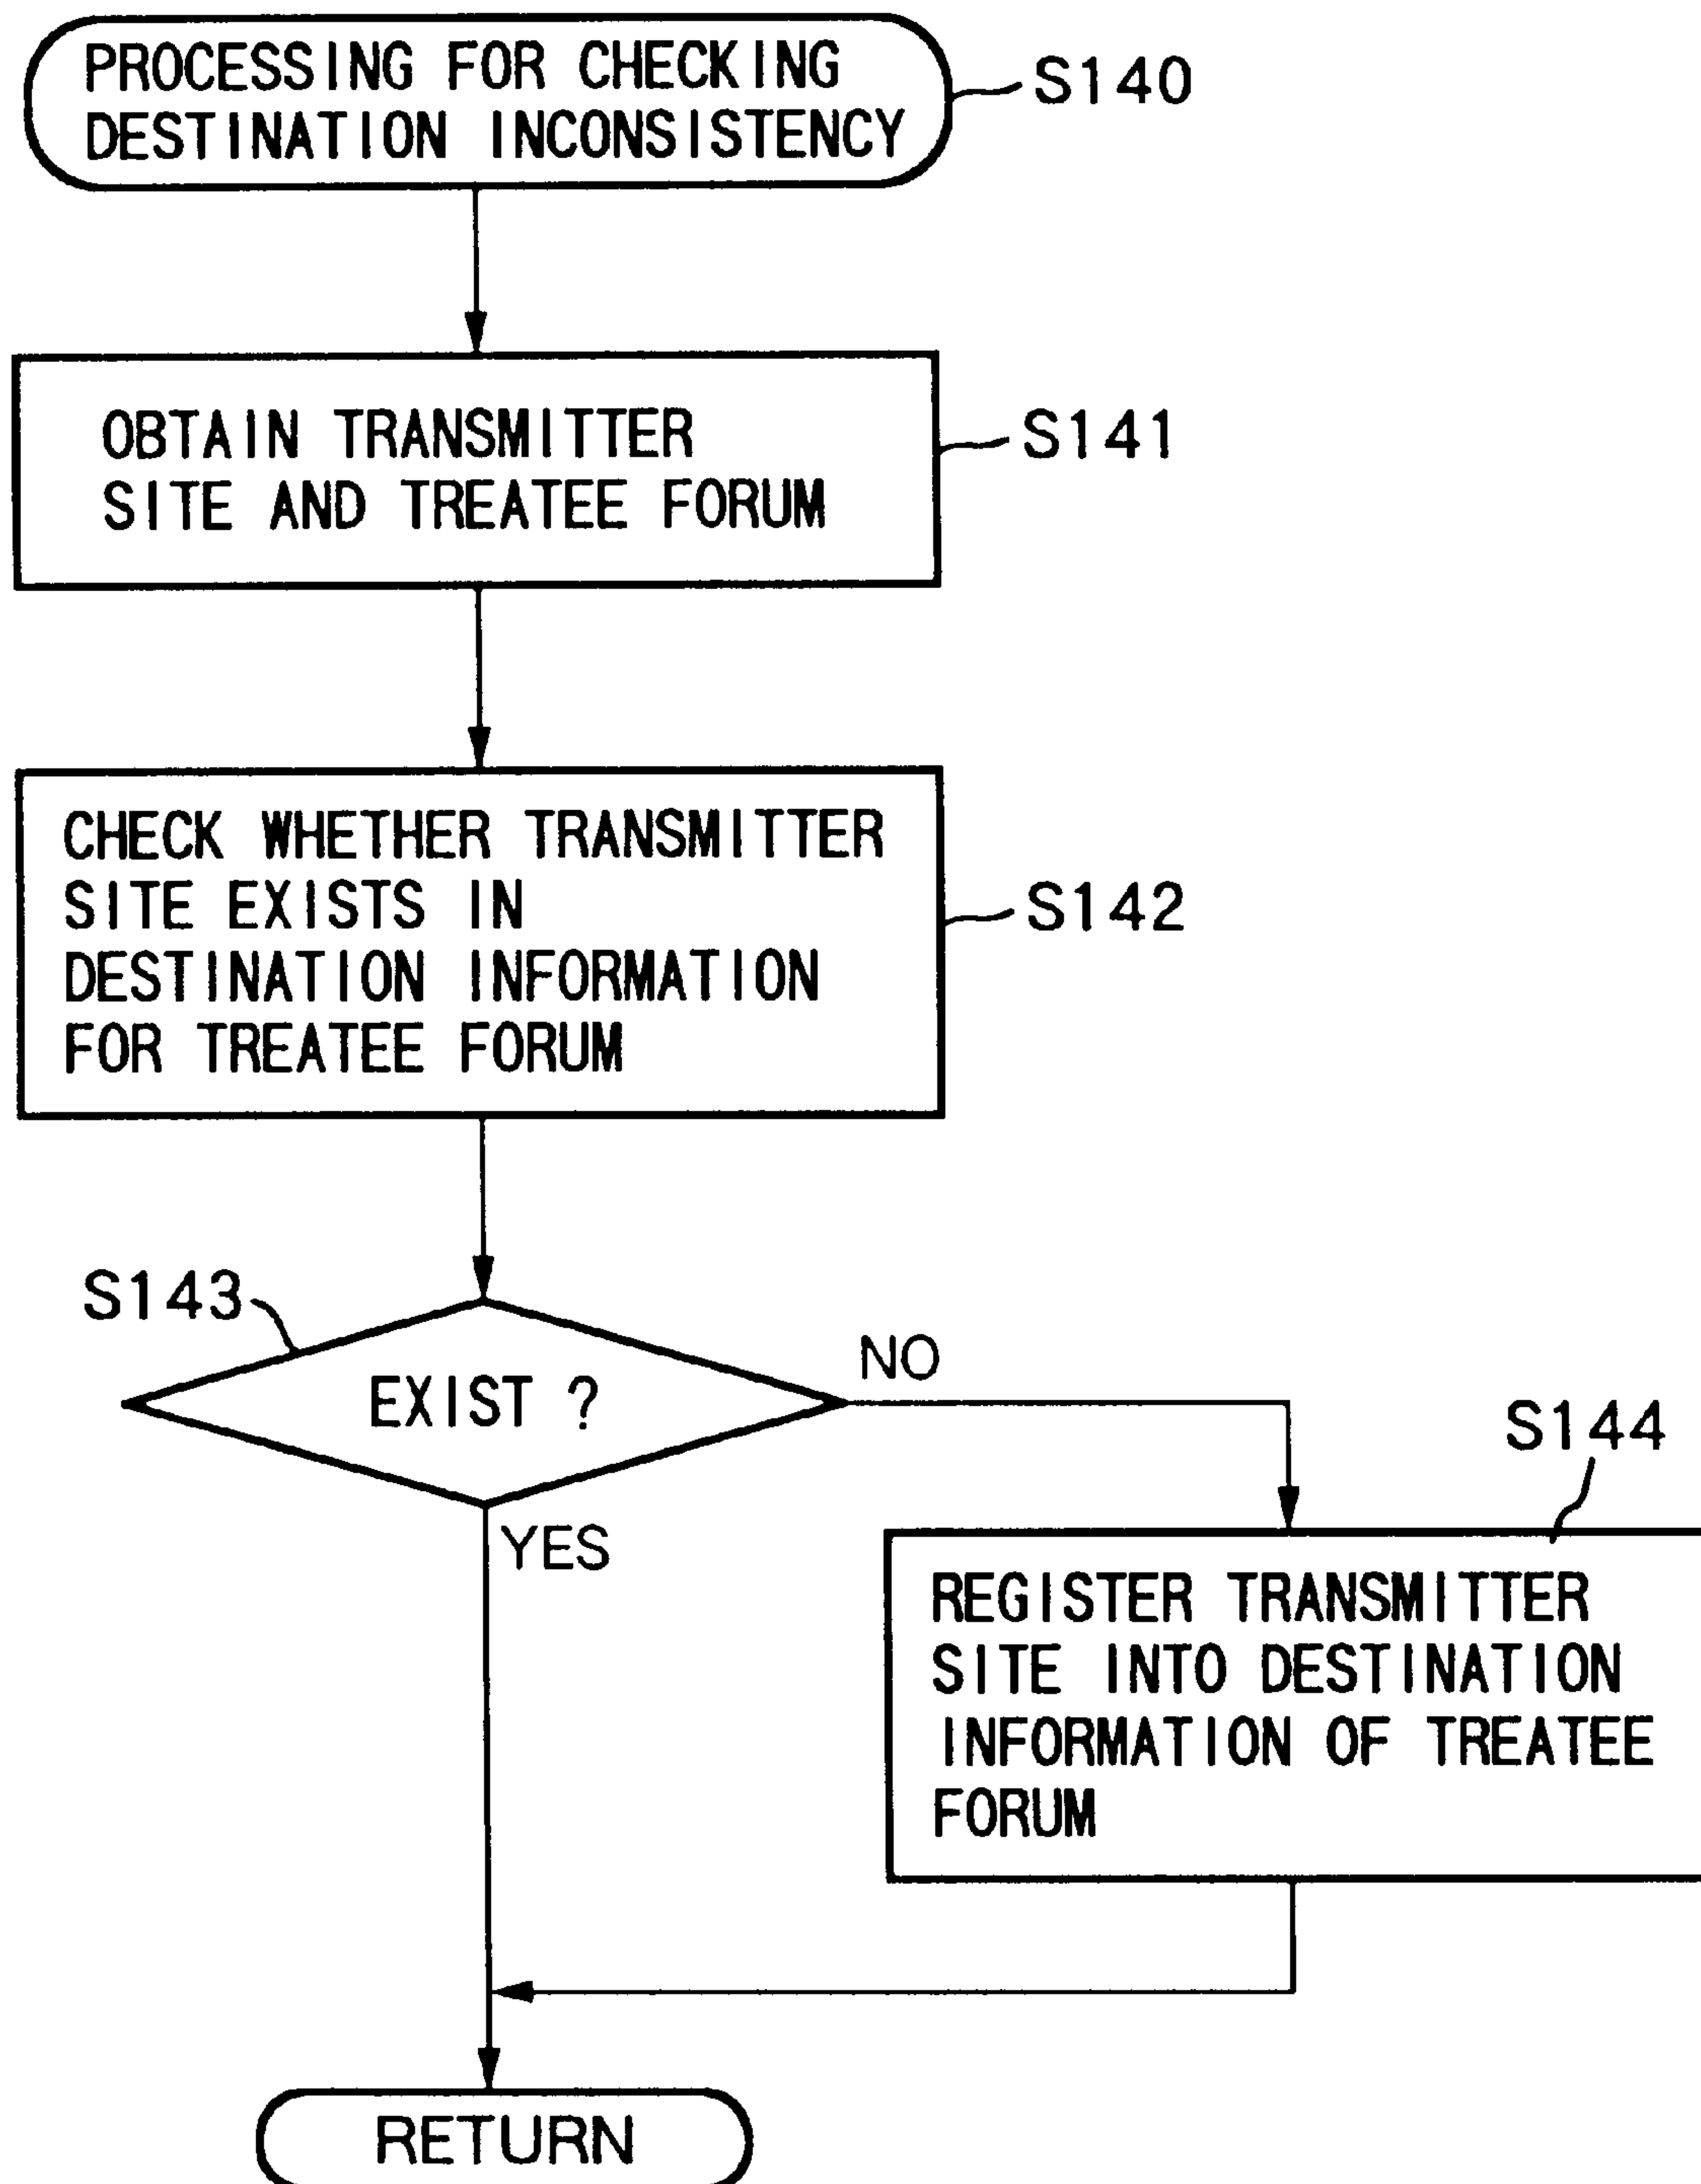 PROCESSING FOR CHECKING
DESTINATION INCONSISTENCY
S140
OBTAIN TRANSMITTER
SITE AND TREATEE FORUM
S141
CHECK WHETHER TRANSMITTER
SITE EXISTS IN
DESTINATION INFORMATION
FOR TREATEE FORUM
S142
S143
EXIST ?
NO
YES
S144
REGISTER TRANSMITTER
SITE INTO DESTINATION
INFORMATION OF TREATEE
FORUM
RETURN